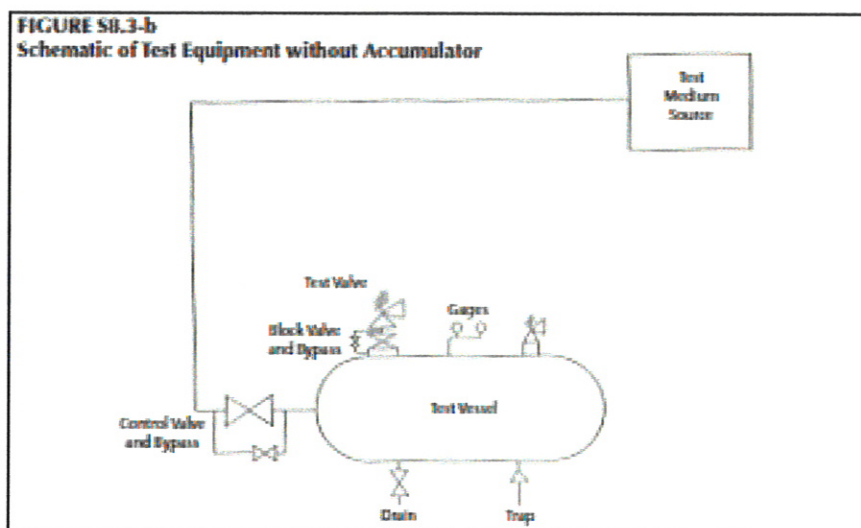 FIGURE S8.3-b
Schematic of Test Equipment without Accumulator
Test
Medium
Source
Test Valve
Gages
Block Valve
and Bypass
Test Vessel
Control Valve
and Bypass
Drain
Trap